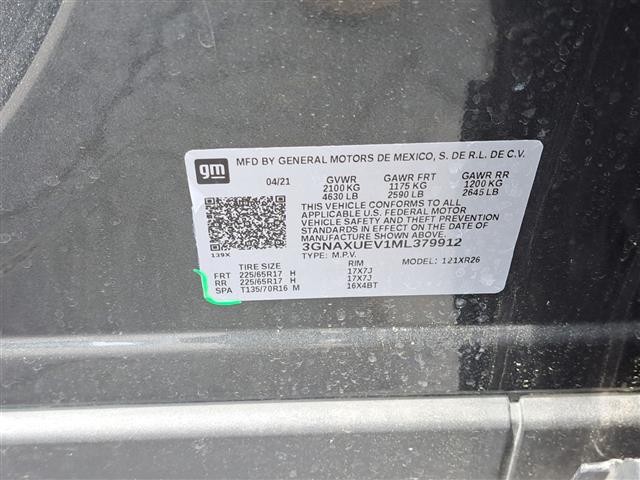 gm
MFD BY GENERAL MOTORS DE MEXICO, S. DE R.L. DE C.V.
04/21 GVWR GAWR FRT GAWR RR
2100 KG 1175 KG 1200 KG
4630 LB 2590 LB 2645 LB
THIS VEHICLE CONFORMS TO ALL
APPLICABLE U.S. FEDERAL MOTOR
VEHICLE SAFETY AND THEFT PREVENTION
STANDARDS IN EFFECT ON THE DATE OF
MANUFACTURE SHOWN ABOVE.
139X 3GNAXUEV1ML379912
TYPE: M.P.V. MODEL: 121XR26
TIRE SIZE RIM
FRT 225/65R17 H 17X7J
RR 225/65R17 H 17X7J
SPA T135/70R16 M 16X4BT